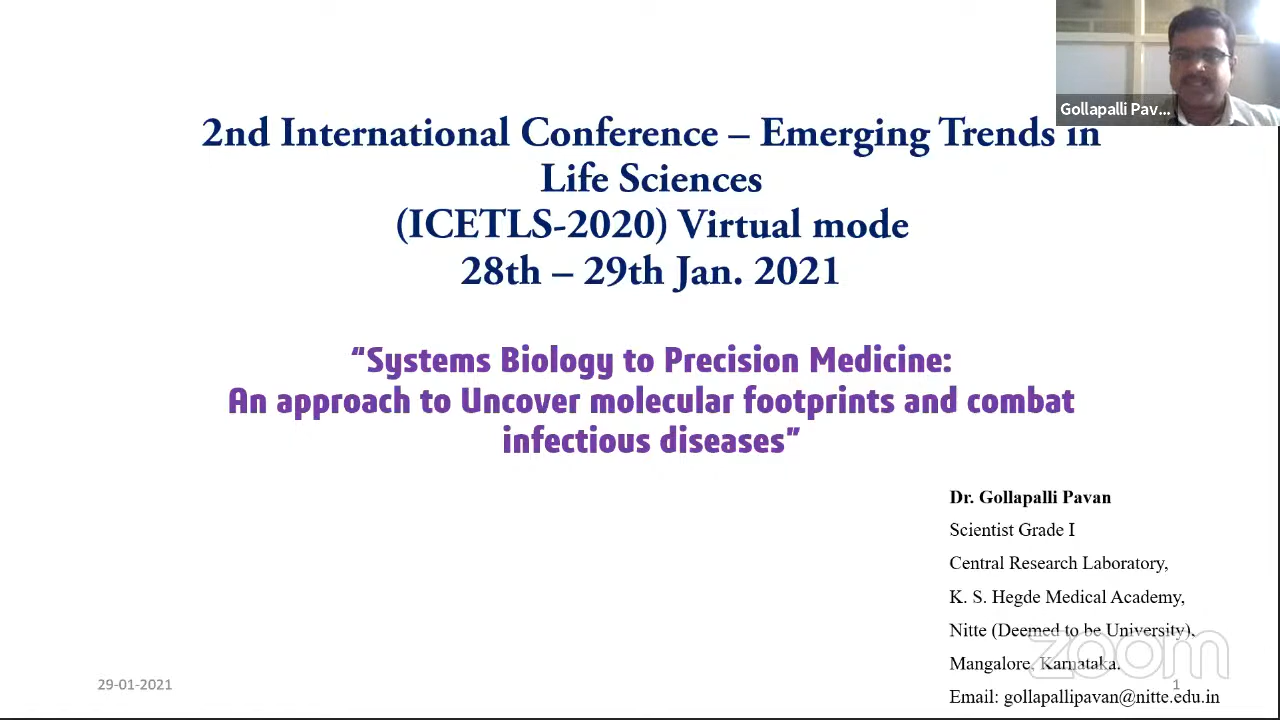 Gollapalli Pav...
2nd International Conference – Emerging Trends in
Life Sciences
(ICETLS-2020) Virtual mode
28th – 29th Jan. 2021
“Systems Biology to Precision Medicine:
An approach to Uncover molecular footprints and combat
infectious diseases”
Dr. Gollapalli Pavan
Scientist Grade I
Central Research Laboratory,
K. S. Hegde Medical Academy,
Nitte (Deemed to be University),
Mangalore, Karnataka.
Email: gollapallipavan@nitte.edu.in
zoom
29-01-2021
1